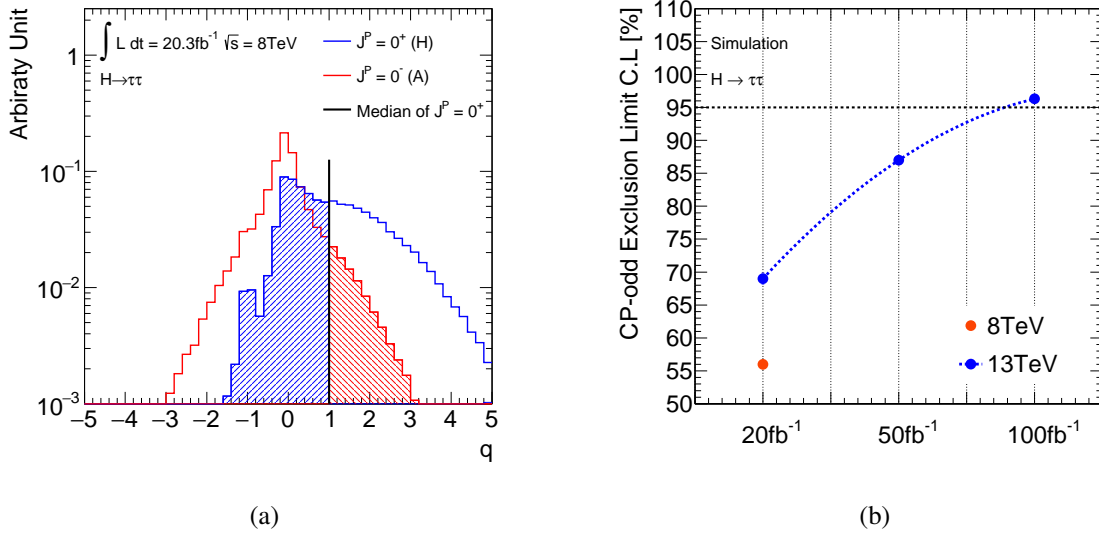 Arbiraty Unit
1
10⁻¹
10⁻²
10⁻³
∫ L dt = 20.3fb⁻¹ √s = 8TeV
H→ττ
Jᴾ = 0⁺ (H)
Jᴾ = 0⁻ (A)
Median of Jᴾ = 0⁺
−5 −4 −3 −2 −1 0 1 2 3 4 5
q
(a)
CP-odd Exclusion Limit C.L [%]
110
105
100
95
90
85
80
75
70
65
60
55
50
Simulation
H → ττ
8TeV
13TeV
20fb⁻¹ 50fb⁻¹ 100fb⁻¹
(b)